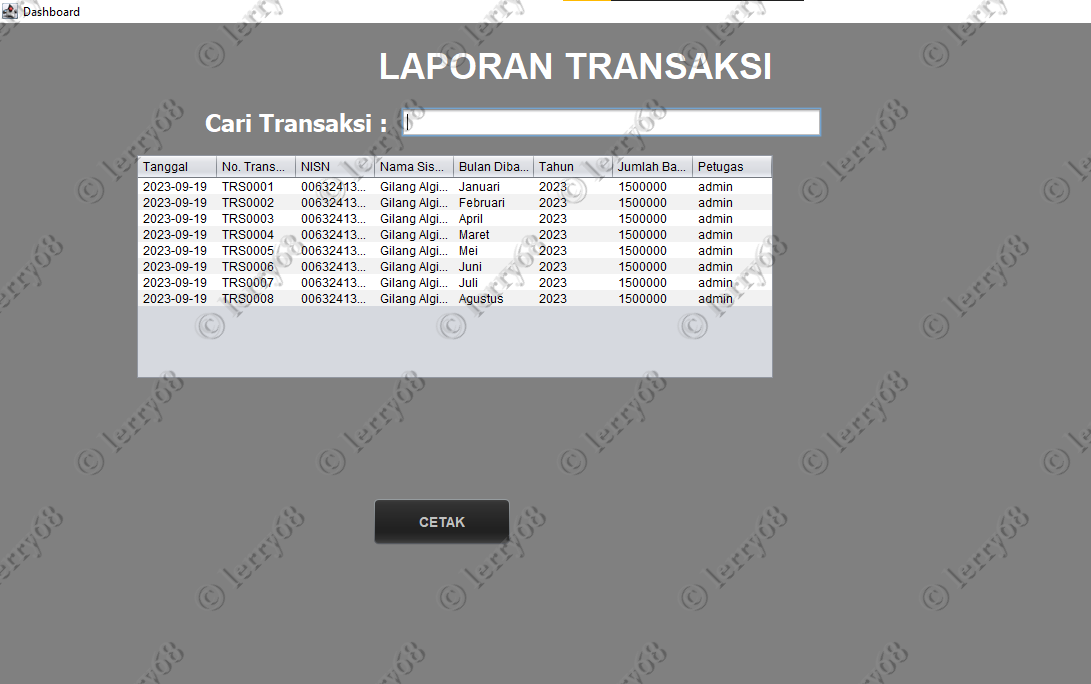 Dashboard
LAPORAN TRANSAKSI
Cari Transaksi :
Tanggal No. Trans... NISN Nama Sis... Bulan Diba... Tahun Jumlah Ba... Petugas
2023-09-19 TRS0001 00632413... Gilang Algi... Januari 2023 1500000 admin
2023-09-19 TRS0002 00632413... Gilang Algi... Februari 2023 1500000 admin
2023-09-19 TRS0003 00632413... Gilang Algi... April 2023 1500000 admin
2023-09-19 TRS0004 00632413... Gilang Algi... Maret 2023 1500000 admin
2023-09-19 TRS0005 00632413... Gilang Algi... Mei 2023 1500000 admin
2023-09-19 TRS0006 00632413... Gilang Algi... Juni 2023 1500000 admin
2023-09-19 TRS0007 00632413... Gilang Algi... Juli 2023 1500000 admin
2023-09-19 TRS0008 00632413... Gilang Algi... Agustus 2023 1500000 admin
CETAK
© lerry68